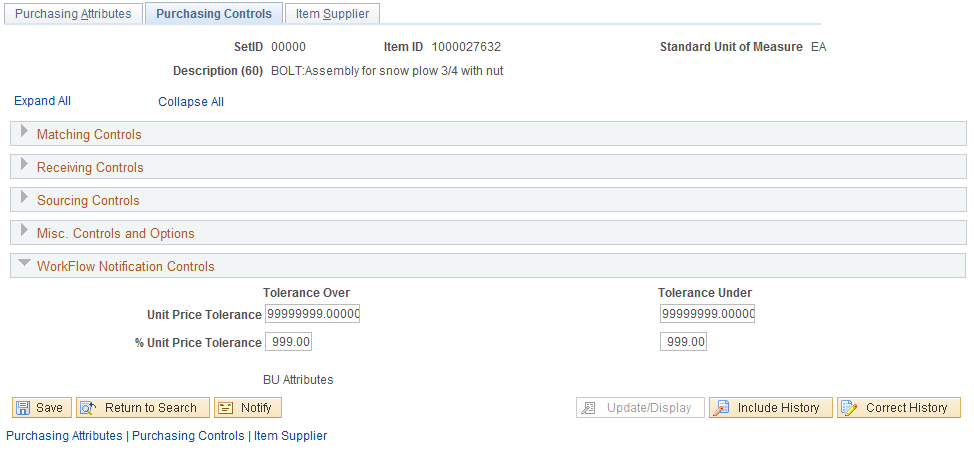 Purchasing Attributes Purchasing Controls Item Supplier
SetID 00000 Item ID 1000027632 Standard Unit of Measure EA
Description (60) BOLT:Assembly for snow plow 3/4 with nut
Expand All Collapse All
Matching Controls
Receiving Controls
Sourcing Controls
Misc. Controls and Options
WorkFlow Notification Controls
Tolerance Over Tolerance Under
Unit Price Tolerance 99999999.00000 99999999.00000
% Unit Price Tolerance 999.00 999.00
BU Attributes
Save Return to Search Notify Update/Display Include History Correct History
Purchasing Attributes | Purchasing Controls | Item Supplier